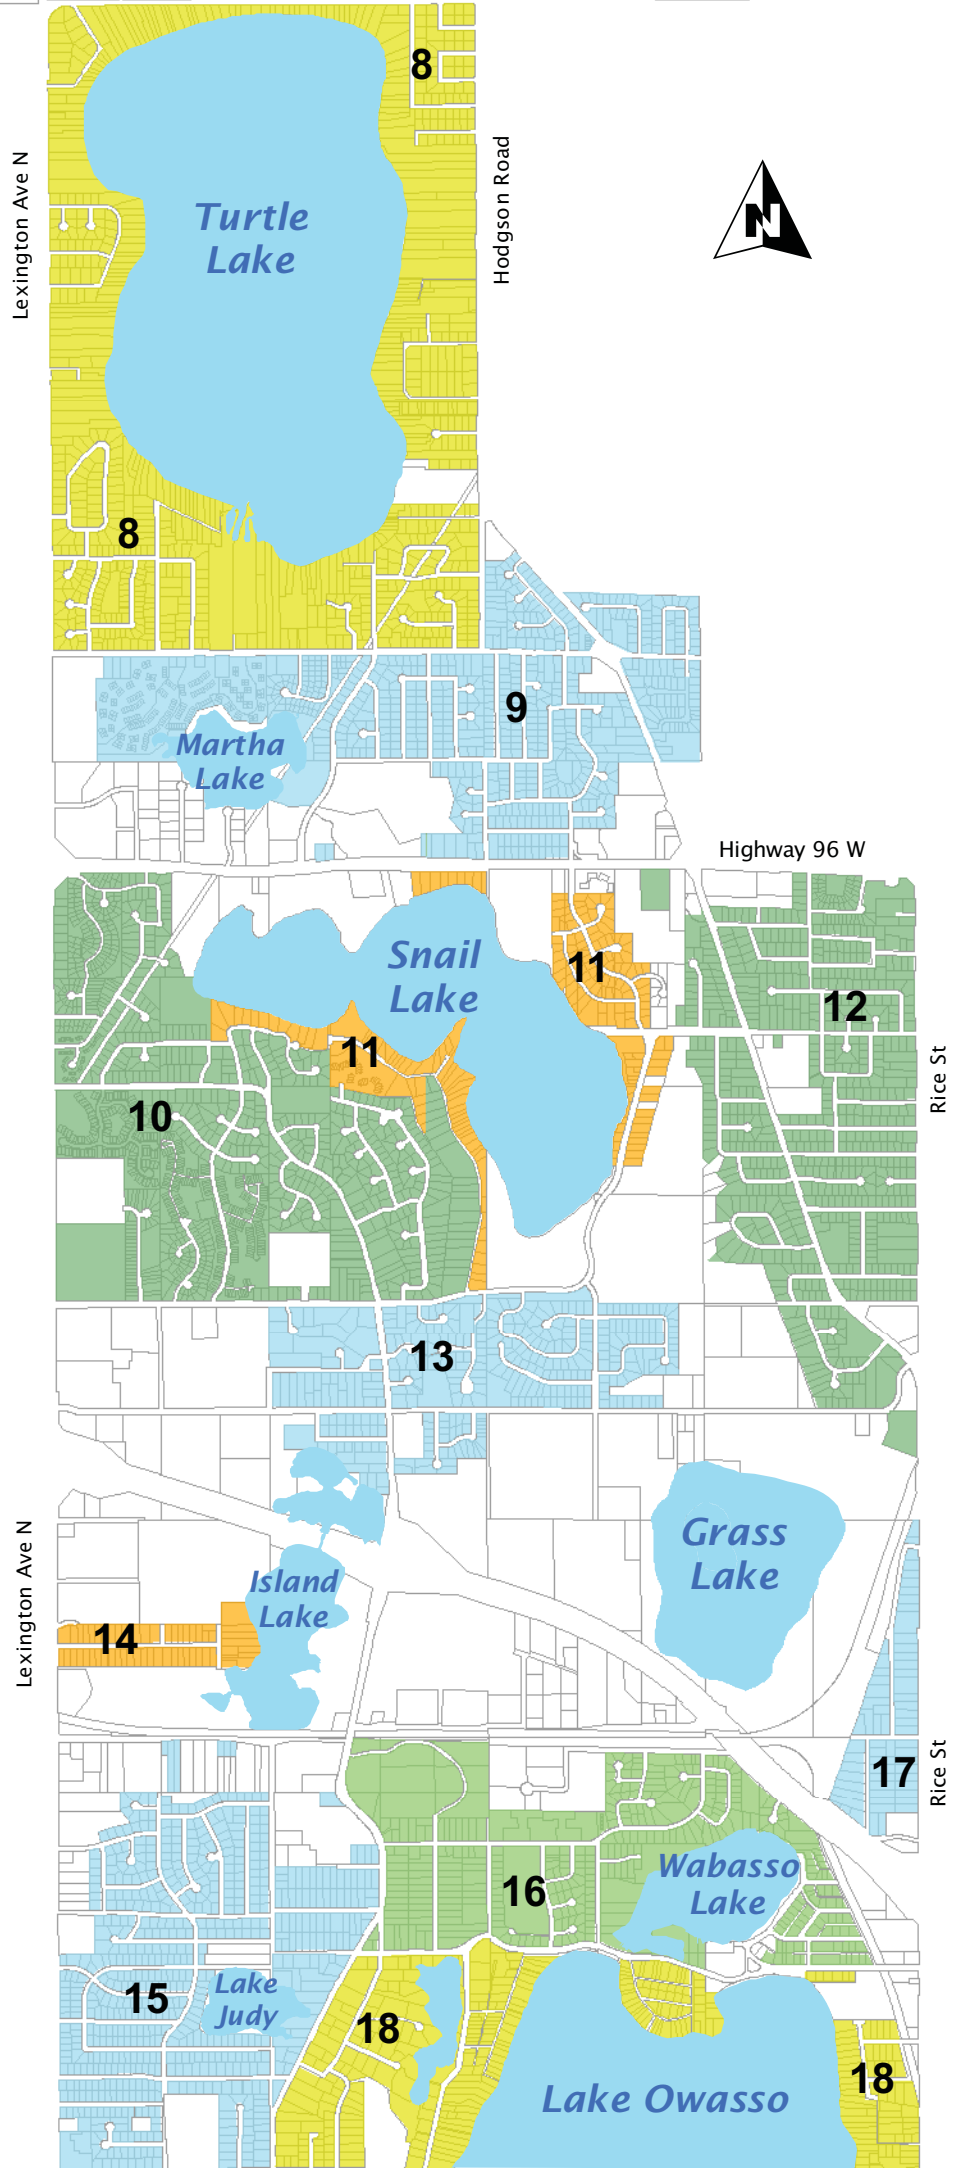 8
Lexington Ave N
Hodgson Road
N
Turtle
Lake
8
9
Martha
Lake
Highway 96 W
Snail
Lake
11
12
11
Rice St
10
13
Lexington Ave N
Grass
Lake
Island
Lake
14
17
Rice St
16
Wabasso
Lake
15
Lake
Judy
18
18
Lake Owasso